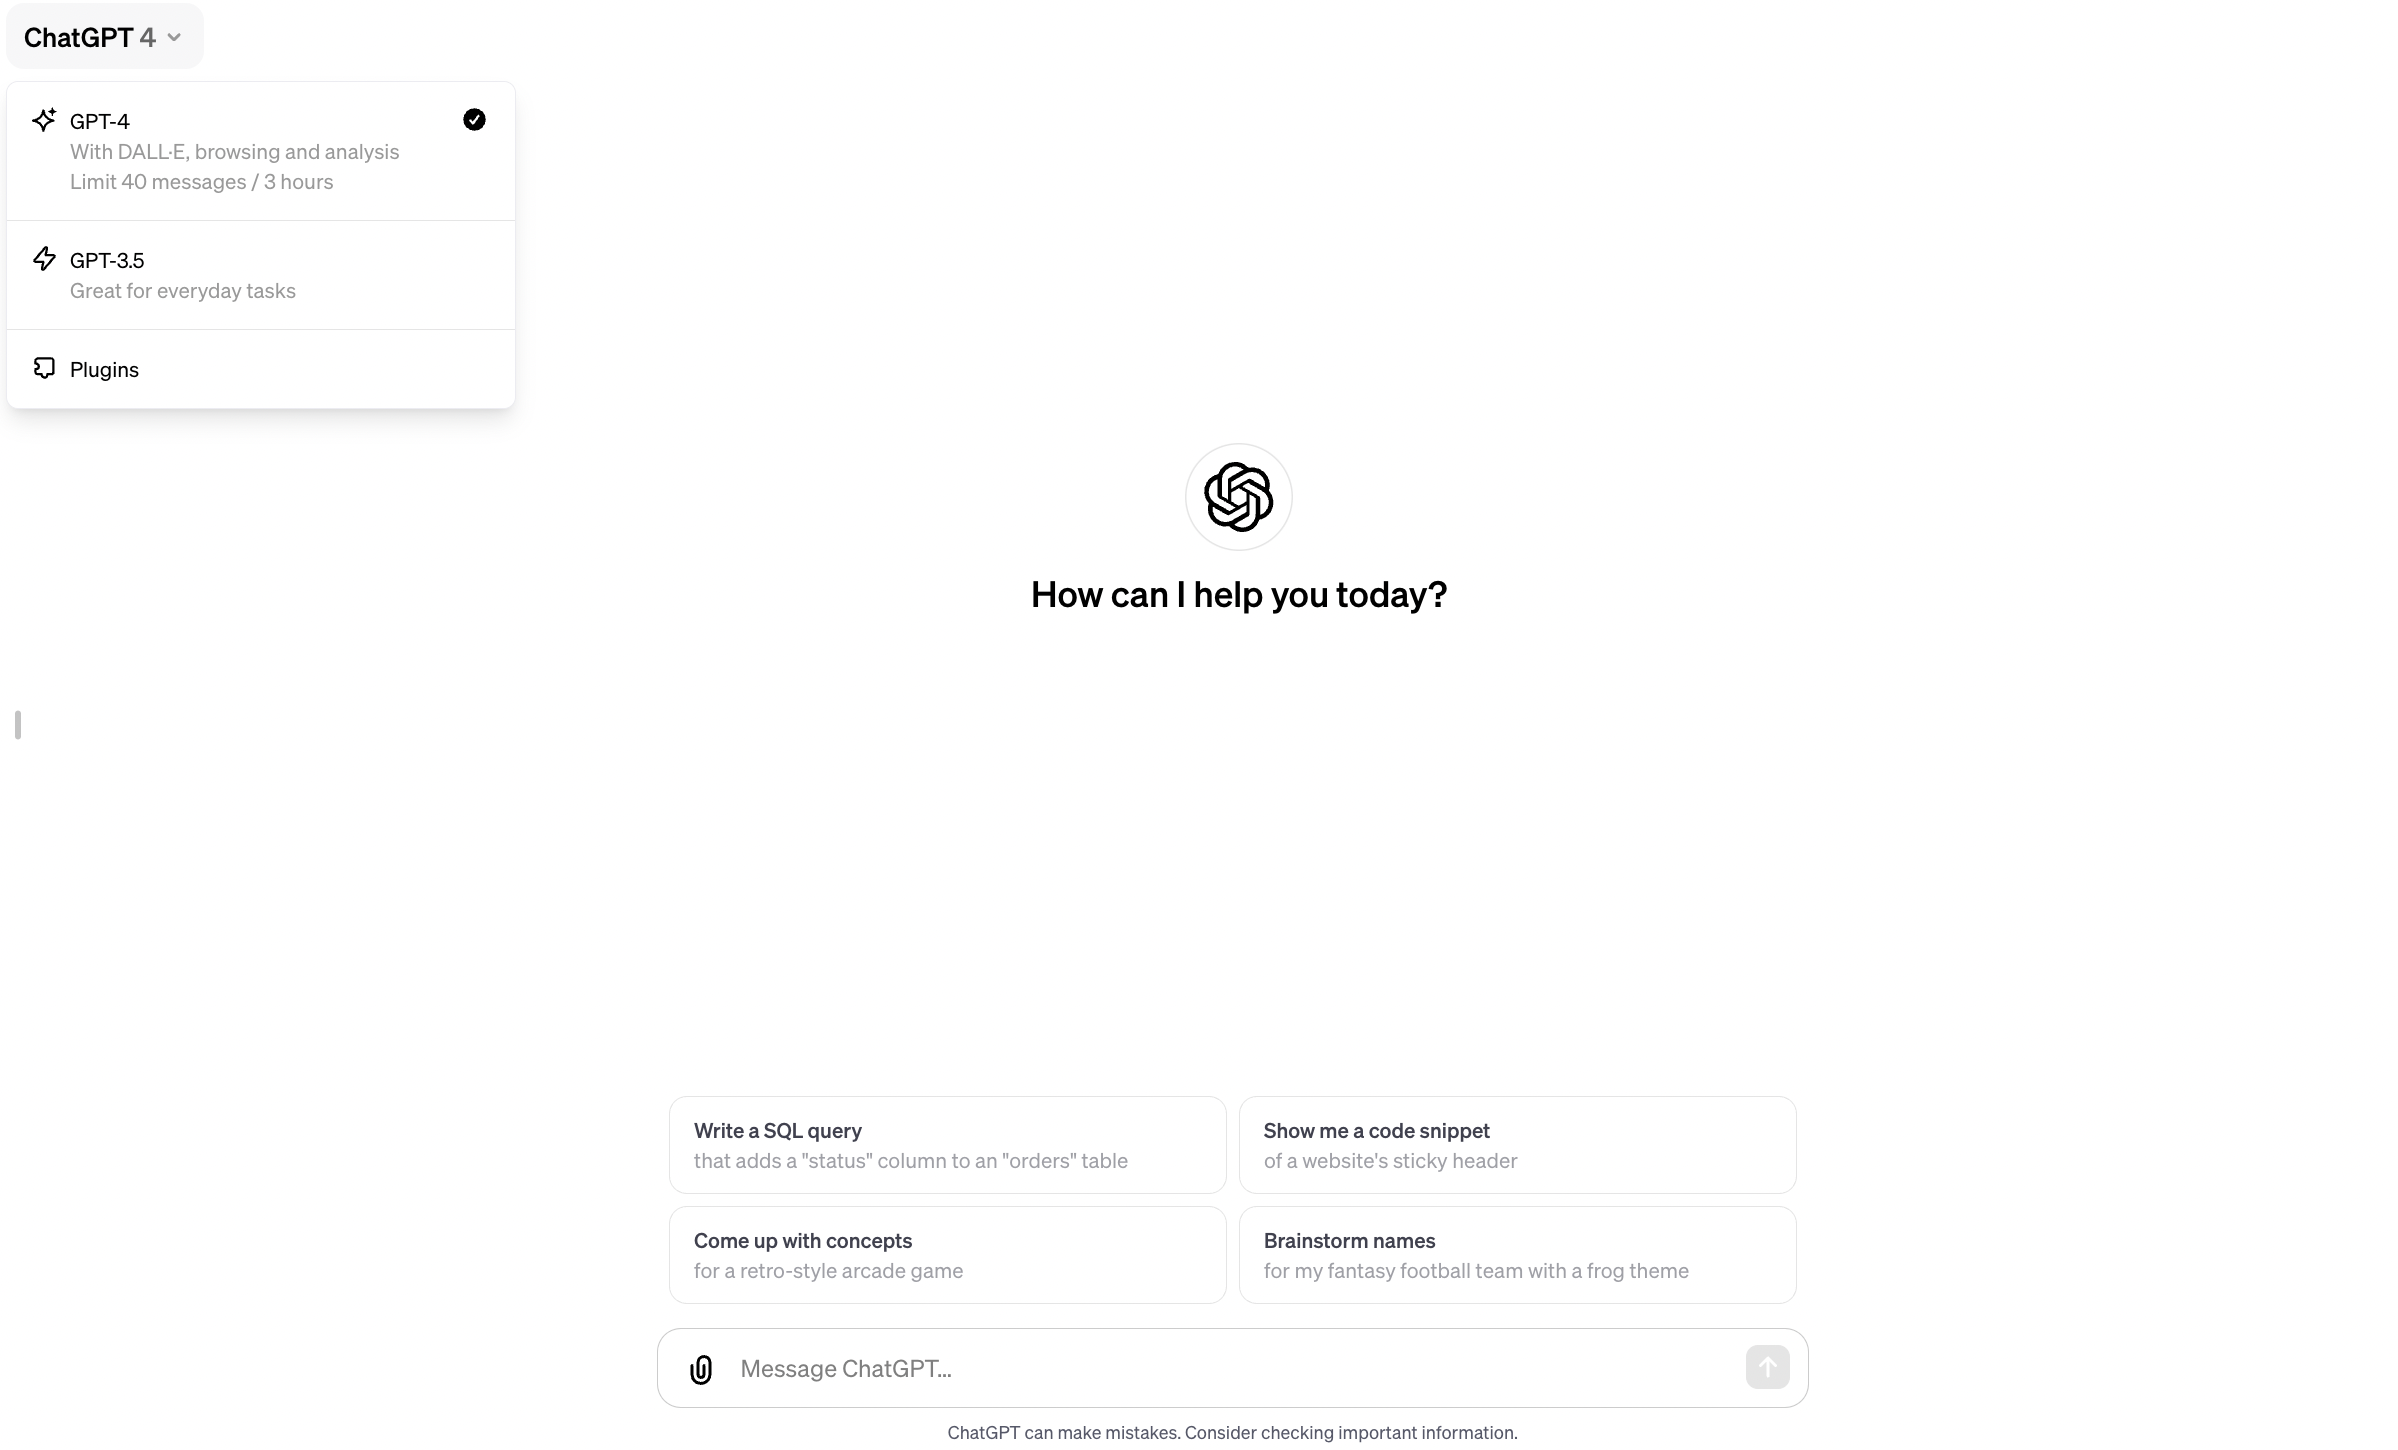 ChatGPT 4
GPT-4
With DALL·E, browsing and analysis
Limit 40 messages / 3 hours
GPT-3.5
Great for everyday tasks
Plugins
How can I help you today?
Write a SQL query
that adds a "status" column to an "orders" table
Show me a code snippet
of a website's sticky header
Come up with concepts
for a retro-style arcade game
Brainstorm names
for my fantasy football team with a frog theme
Message ChatGPT…
ChatGPT can make mistakes. Consider checking important information.